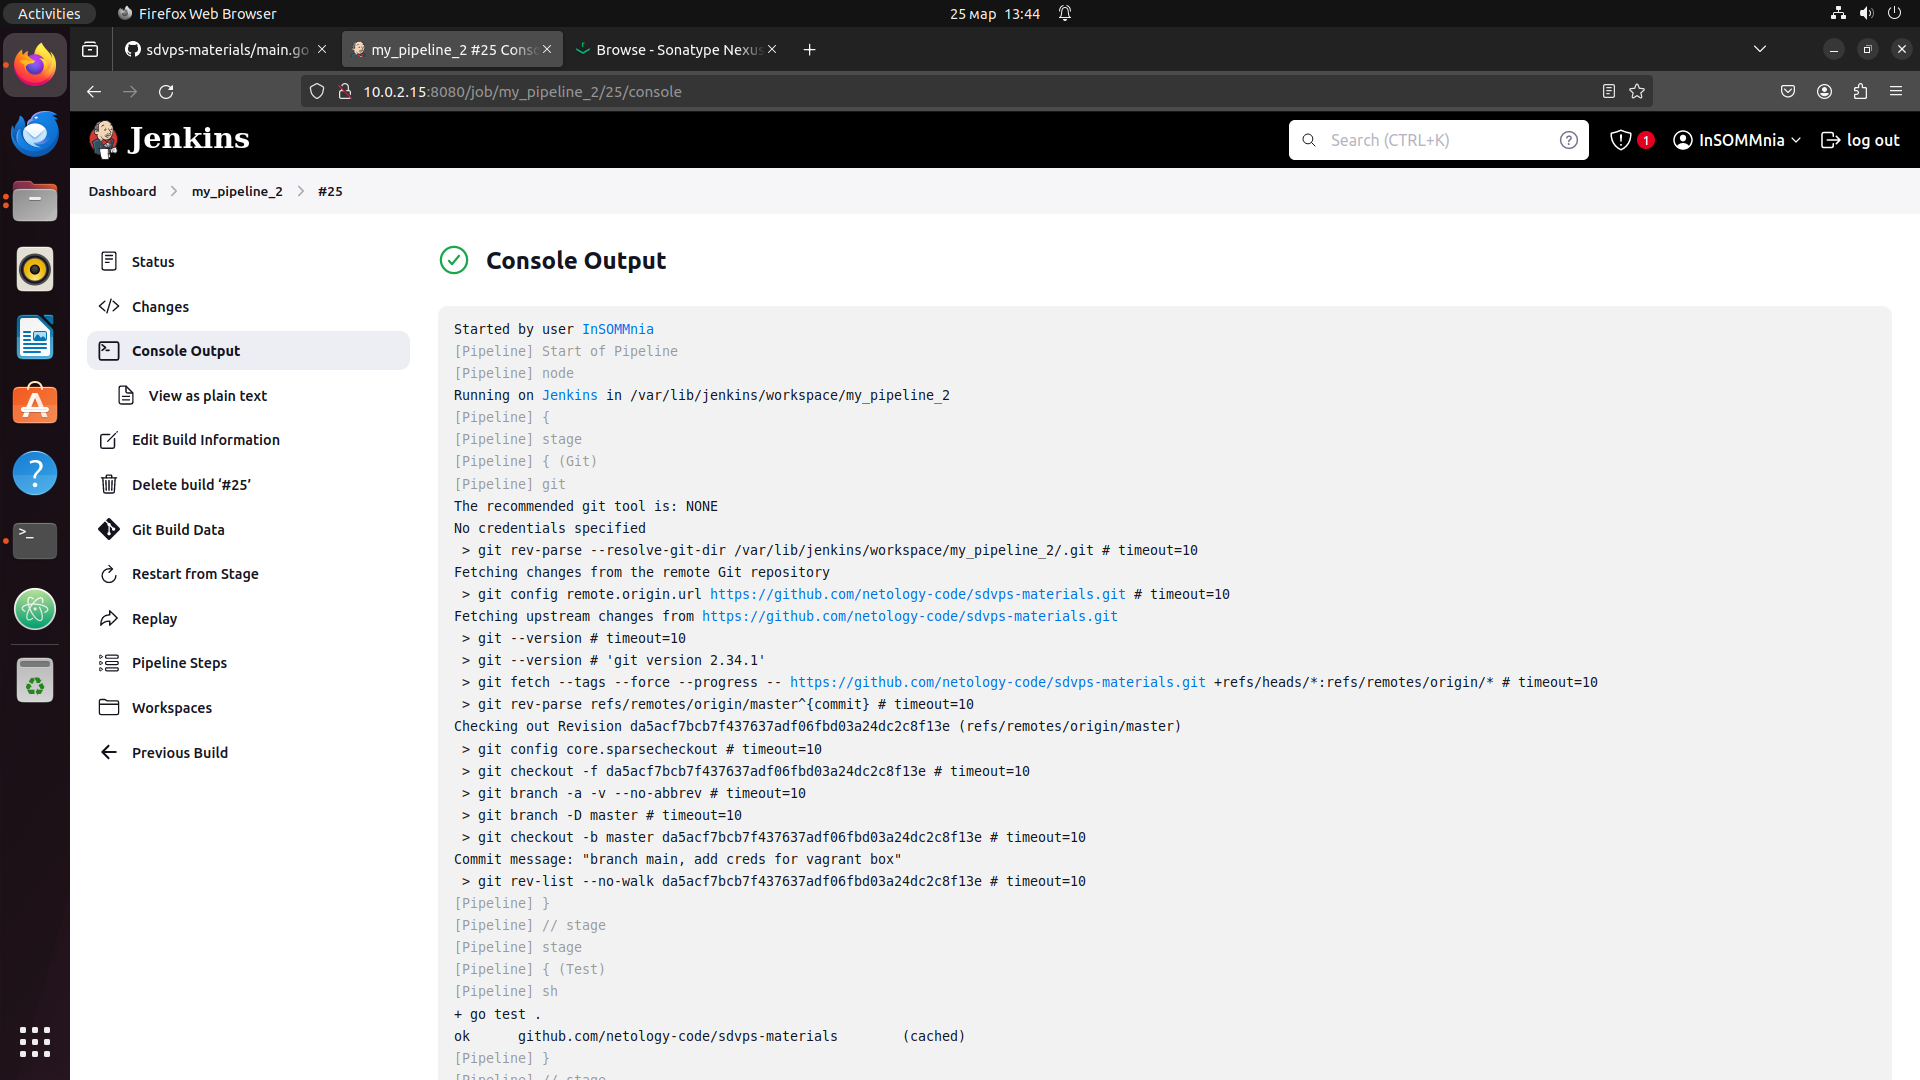 Activities
Firefox Web Browser
25 мар 13:44
sdvps-materials/main.go
my_pipeline_2 #25 Conso
Browse - Sonatype Nexus
10.0.2.15:8080/job/my_pipeline_2/25/console
Jenkins
Search (CTRL+K)
1
InSOMMnia
log out
Dashboard
my_pipeline_2
#25
Status
Changes
Console Output
View as plain text
Edit Build Information
Delete build ‘#25’
Git Build Data
Restart from Stage
Replay
Pipeline Steps
Workspaces
Previous Build
Console Output
Started by user InSOMMnia
[Pipeline] Start of Pipeline
[Pipeline] node
Running on Jenkins in /var/lib/jenkins/workspace/my_pipeline_2
[Pipeline] {
[Pipeline] stage
[Pipeline] { (Git)
[Pipeline] git
The recommended git tool is: NONE
No credentials specified
> git rev-parse --resolve-git-dir /var/lib/jenkins/workspace/my_pipeline_2/.git # timeout=10
Fetching changes from the remote Git repository
> git config remote.origin.url https://github.com/netology-code/sdvps-materials.git # timeout=10
Fetching upstream changes from https://github.com/netology-code/sdvps-materials.git
> git --version # timeout=10
> git --version # 'git version 2.34.1'
> git fetch --tags --force --progress -- https://github.com/netology-code/sdvps-materials.git +refs/heads/*:refs/remotes/origin/* # timeout=10
> git rev-parse refs/remotes/origin/master^{commit} # timeout=10
Checking out Revision da5acf7bcb7f437637adf06fbd03a24dc2c8f13e (refs/remotes/origin/master)
> git config core.sparsecheckout # timeout=10
> git checkout -f da5acf7bcb7f437637adf06fbd03a24dc2c8f13e # timeout=10
> git branch -a -v --no-abbrev # timeout=10
> git branch -D master # timeout=10
> git checkout -b master da5acf7bcb7f437637adf06fbd03a24dc2c8f13e # timeout=10
Commit message: "branch main, add creds for vagrant box"
> git rev-list --no-walk da5acf7bcb7f437637adf06fbd03a24dc2c8f13e # timeout=10
[Pipeline] }
[Pipeline] // stage
[Pipeline] stage
[Pipeline] { (Test)
[Pipeline] sh
+ go test .
ok github.com/netology-code/sdvps-materials (cached)
[Pipeline] }
[Pipeline] // stage